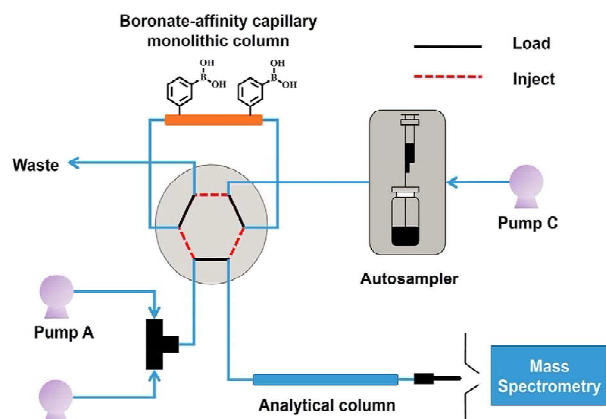 Boronate-affinity capillary
monolithic column
OH
B
OH
OH
B
OH
Load
Inject
Waste
Pump C
Autosampler
Pump A
Analytical column
Mass
Spectrometry